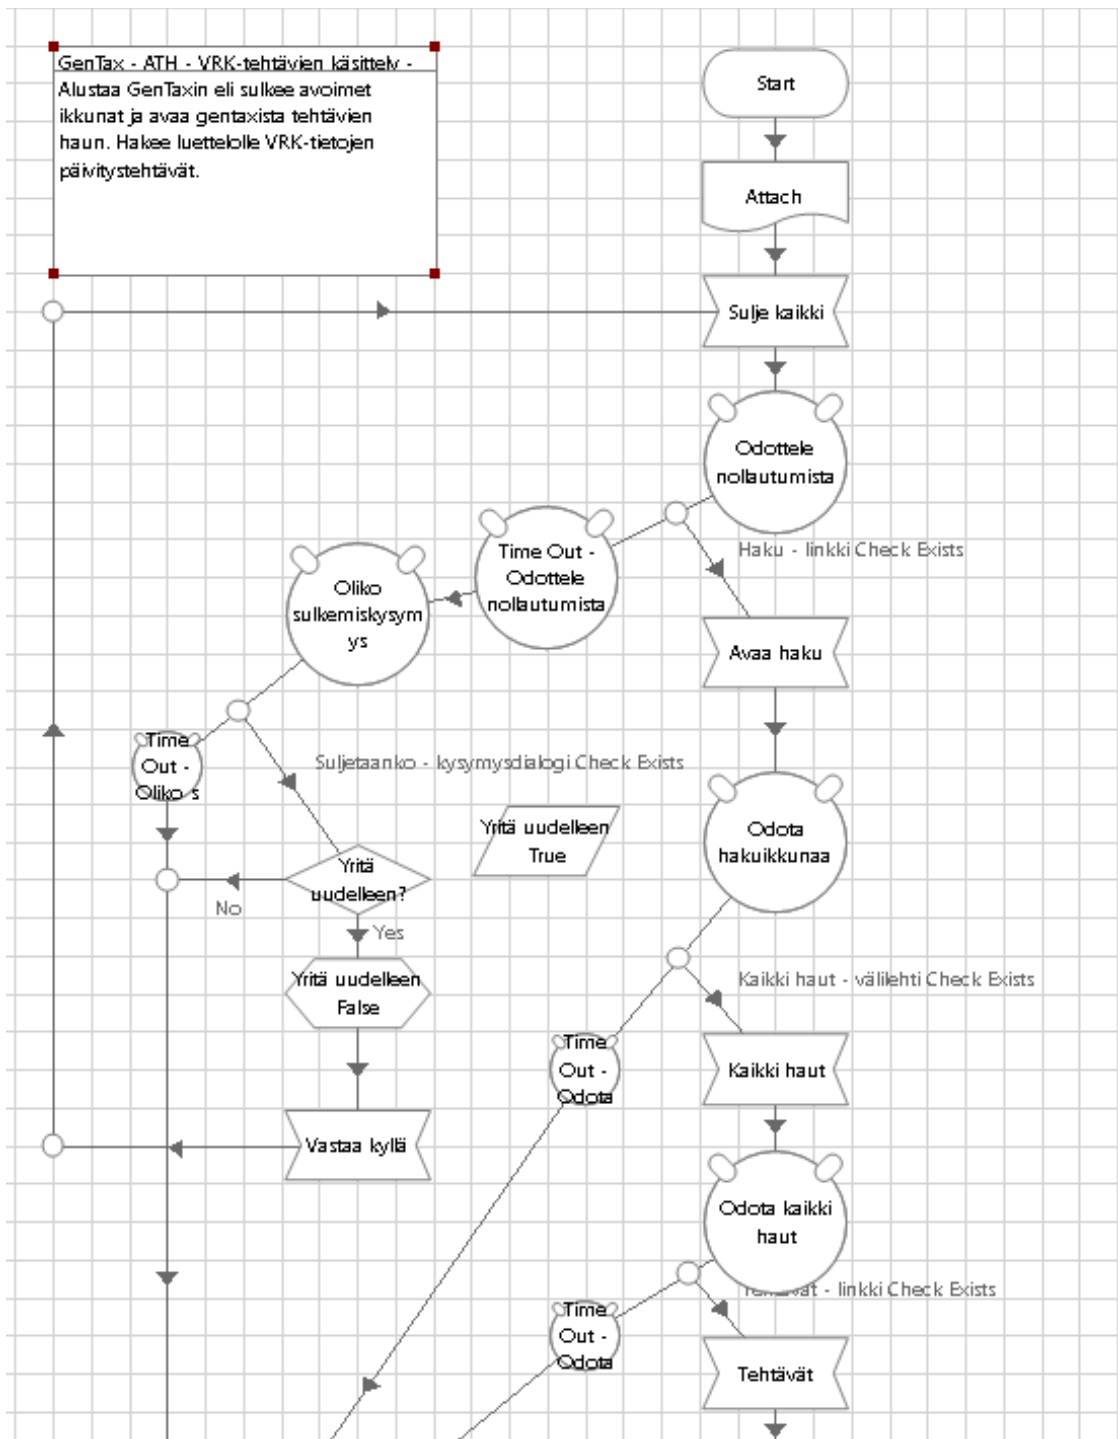 GenTax - ATH - VRK-tehtävien käsittely -
Alustaa GenTaxin eli sulkee avoimet
ikkunat ja avaa gentaxista tehtävien
haun. Hakee luettelolle VRK-tietojen
päivitystehtävät.
Start
Attach
Sulje kaikki
Odottele
nollautumista
Haku - linkki Check Exists
Time Out -
Odottele
nollautumista
Oliko
sulkemiskysym
ys
Avaa haku
Time
Out -
Oliko s
Suljetaanko - kysymysdialogi Check Exists
Yritä uudelleen
True
Odota
hakuikkunaa
Yritä
uudelleen?
No
Yes
Yritä uudelleen
False
Kaikki haut - välilehti Check Exists
Time
Out -
Odota
Kaikki haut
Vastaa kyllä
Odota kaikki
haut
Tehtävät - linkki Check Exists
Time
Out -
Odota
Tehtävät